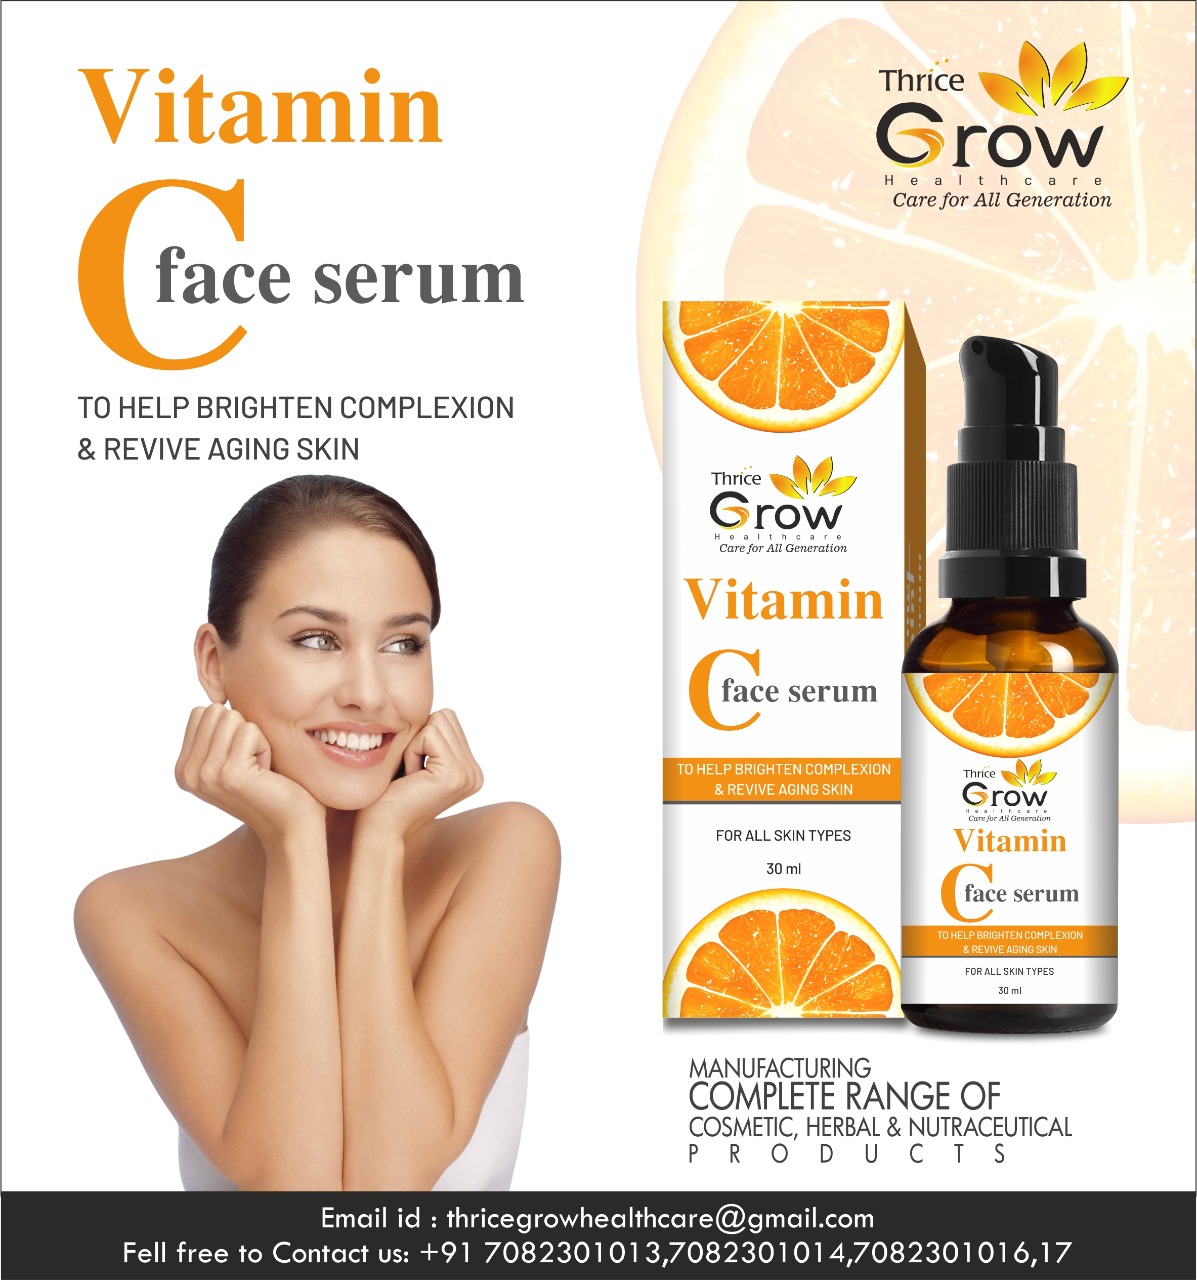 Vitamin
C face serum
TO HELP BRIGHTEN COMPLEXION
& REVIVE AGING SKIN
Thrice
Grow
Healthcare
Care for All Generation
Thrice
Grow
Healthcare
Care for All Generation
Vitamin
C face serum
TO HELP BRIGHTEN COMPLEXION
& REVIVE AGING SKIN
FOR ALL SKIN TYPES
30 ml
Thrice
Grow
Healthcare
Care for All Generation
Vitamin
C face serum
TO HELP BRIGHTEN COMPLEXION
& REVIVE AGING SKIN
FOR ALL SKIN TYPES
30 ml
MANUFACTURING
COMPLETE RANGE OF
COSMETIC, HERBAL & NUTRACEUTICAL
PRODUCTS
Email id : thricegrowhealthcare@gmail.com
Fell free to Contact us: +91 7082301013,7082301014,7082301016,17